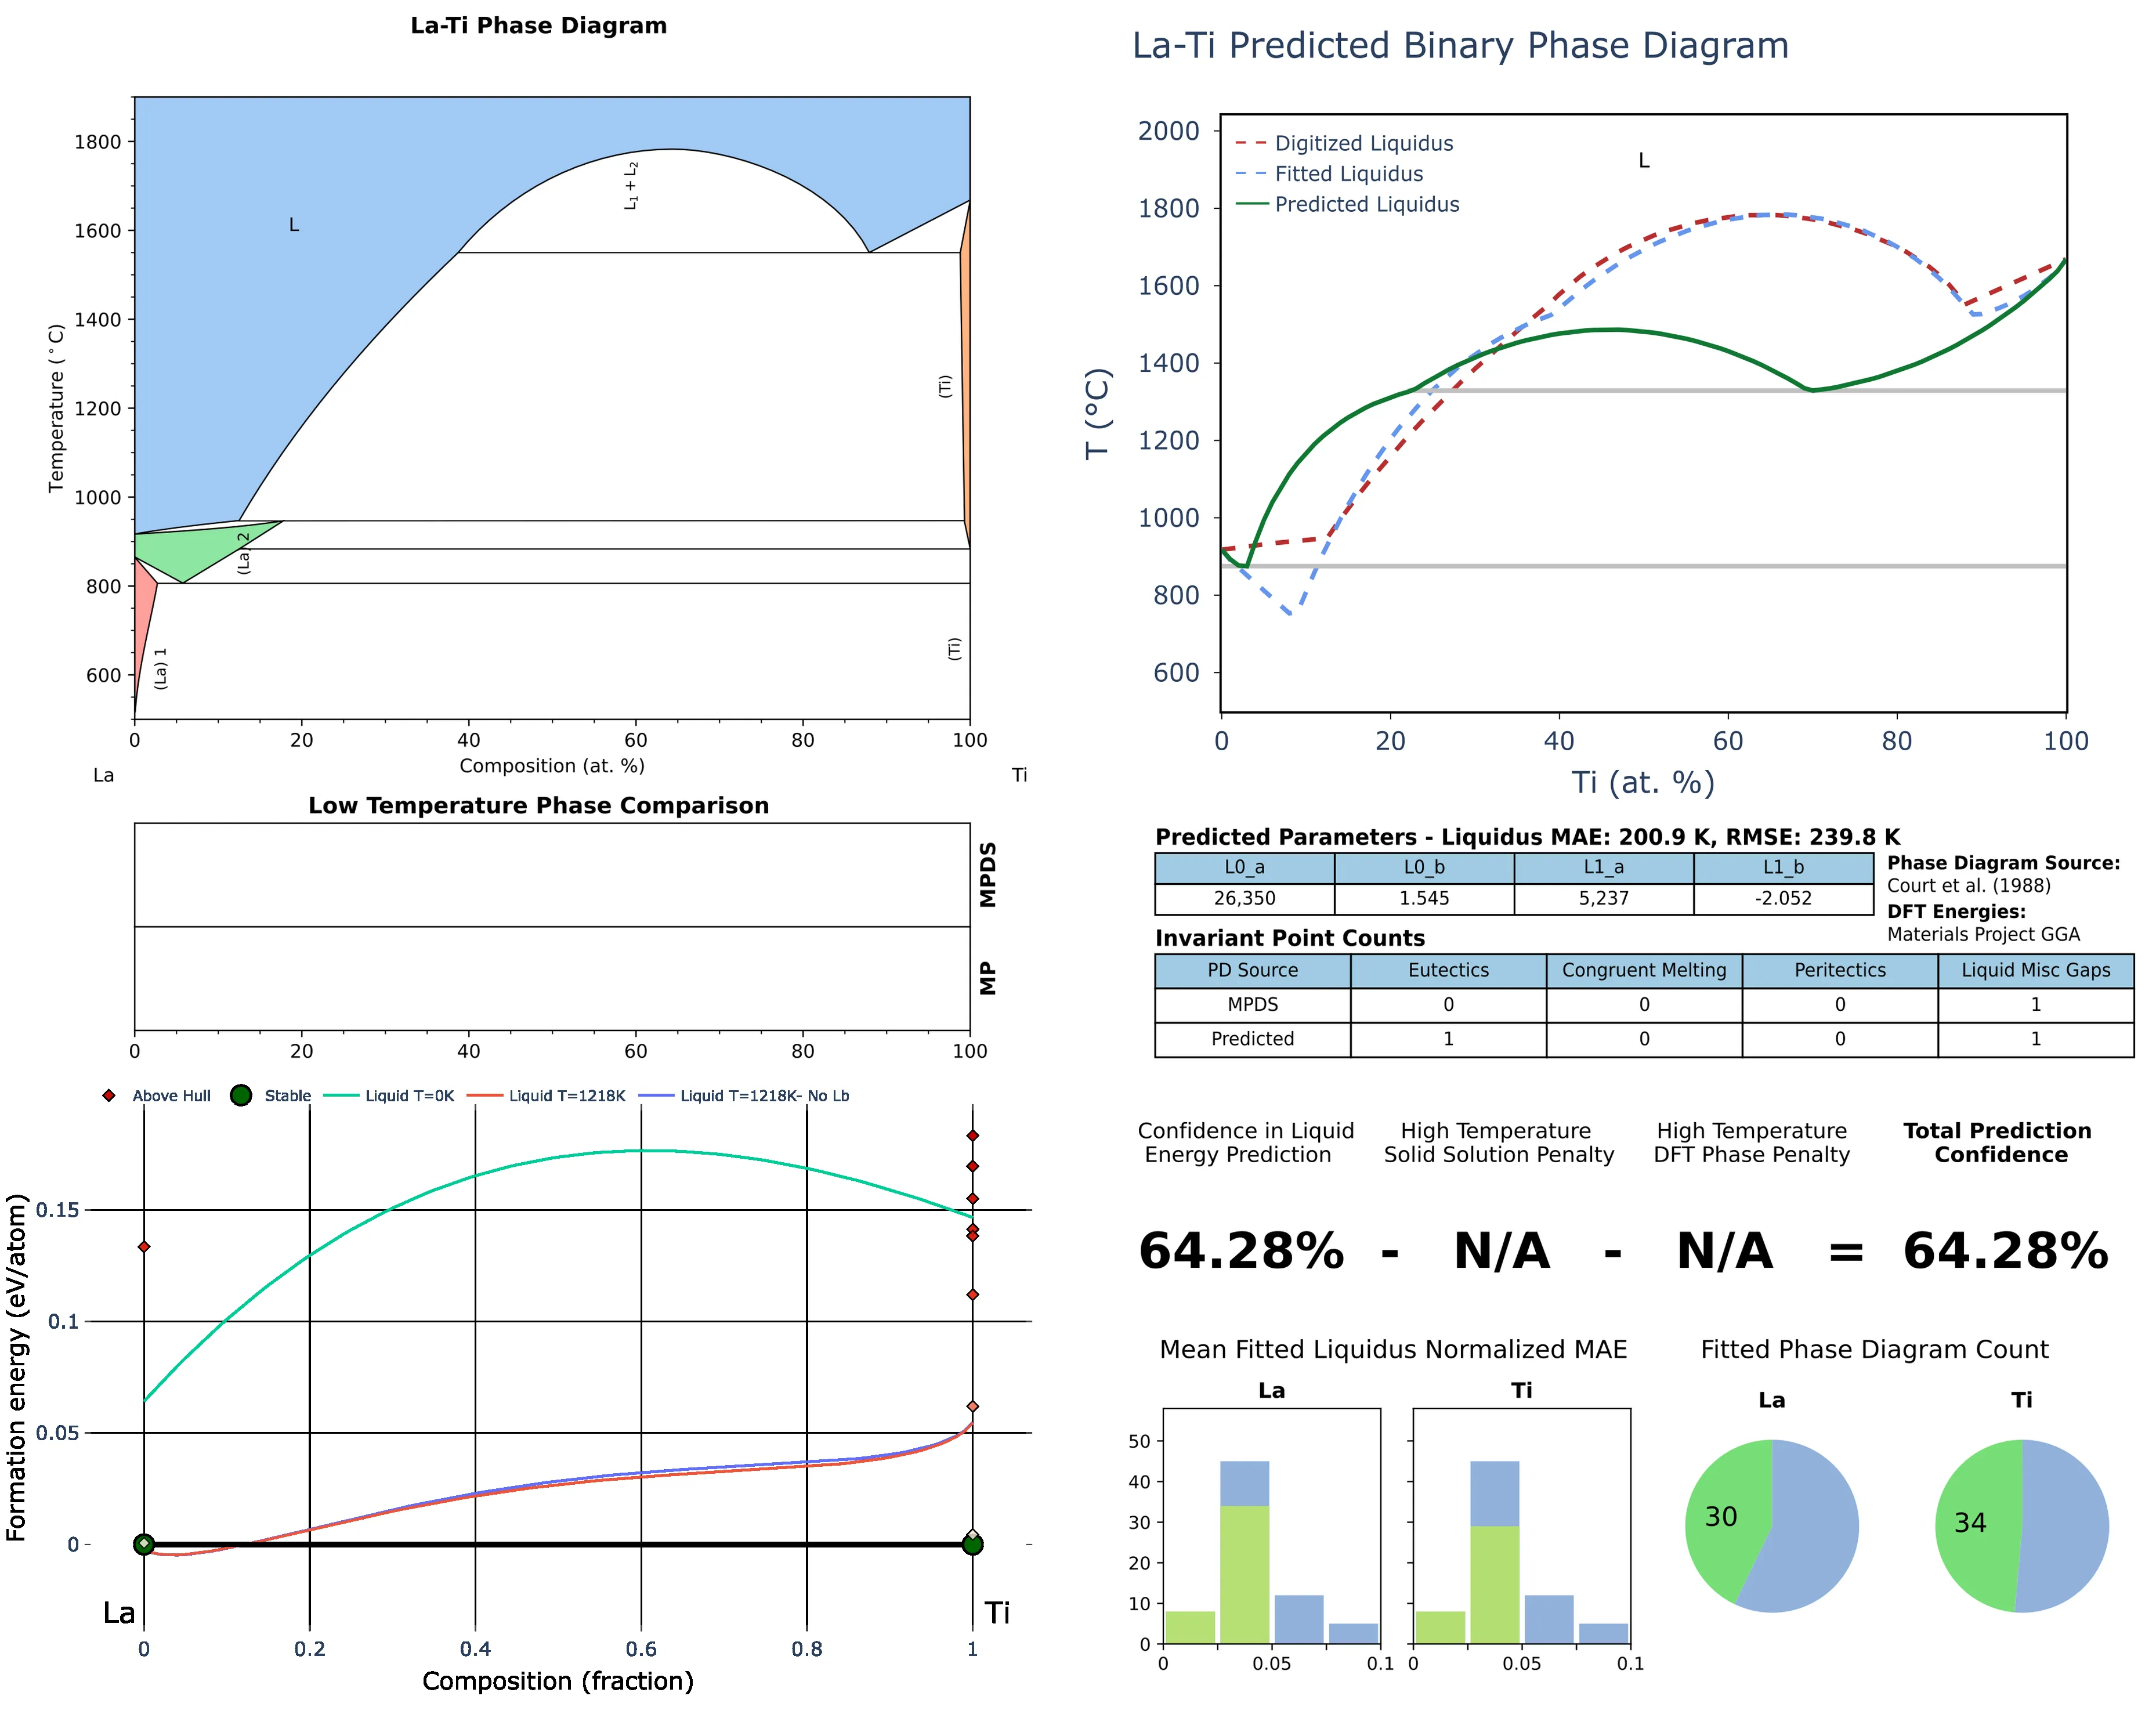 La-Ti Phase Diagram
1800
1600
1400
1200
1000
800
600
Temperature (°C)
L
L1 + L2
(Ti)
(La) 2
(La) 1
(Ti)
0 20 40 60 80 100
Composition (at. %)
La Ti
Low Temperature Phase Comparison
MPDS
MP
0 20 40 60 80 100
Above Hull Stable Liquid T=0K Liquid T=1218K Liquid T=1218K- No Lb
0.15
0.1
0.05
0
Formation energy (eV/atom)
La Ti
0 0.2 0.4 0.6 0.8 1
Composition (fraction)
La-Ti Predicted Binary Phase Diagram
2000
1800
1600
1400
1200
1000
800
600
T (°C)
Digitized Liquidus
Fitted Liquidus
Predicted Liquidus
L
0 20 40 60 80 100
Ti (at. %)
Predicted Parameters - Liquidus MAE: 200.9 K, RMSE: 239.8 K
L0_a L0_b L1_a L1_b
26,350 1.545 5,237 -2.052
Phase Diagram Source:
Court et al. (1988)
DFT Energies:
Materials Project GGA
Invariant Point Counts
PD Source Eutectics Congruent Melting Peritectics Liquid Misc Gaps
MPDS 0 0 0 1
Predicted 1 0 0 1
Confidence in Liquid
Energy Prediction
High Temperature
Solid Solution Penalty
High Temperature
DFT Phase Penalty
Total Prediction
Confidence
64.28% - N/A - N/A = 64.28%
Mean Fitted Liquidus Normalized MAE
La
Ti
50
40
30
20
10
0
0 0.05 0.1
0 0.05 0.1
Fitted Phase Diagram Count
La
30
Ti
34